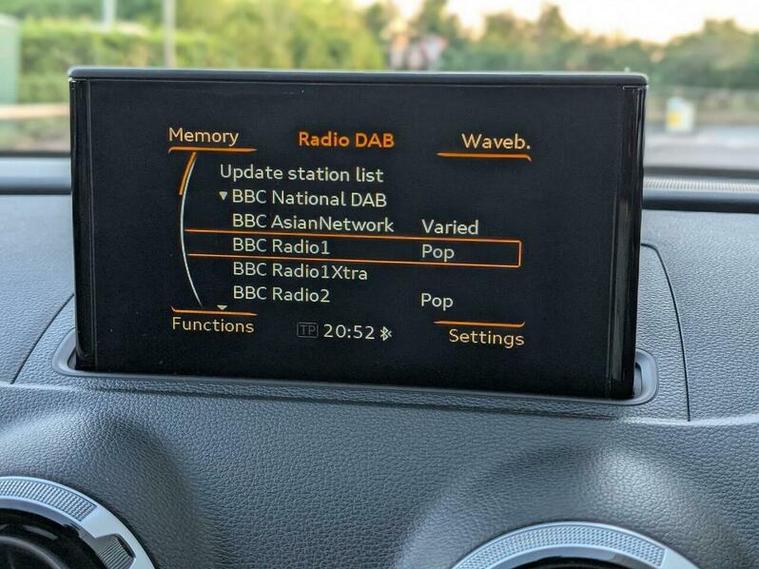 Memory Radio DAB Waveb.
Update station list
BBC National DAB
BBC AsianNetwork Varied
BBC Radio1 Pop
BBC Radio1Xtra
BBC Radio2 Pop
Functions TP 20:52 Settings